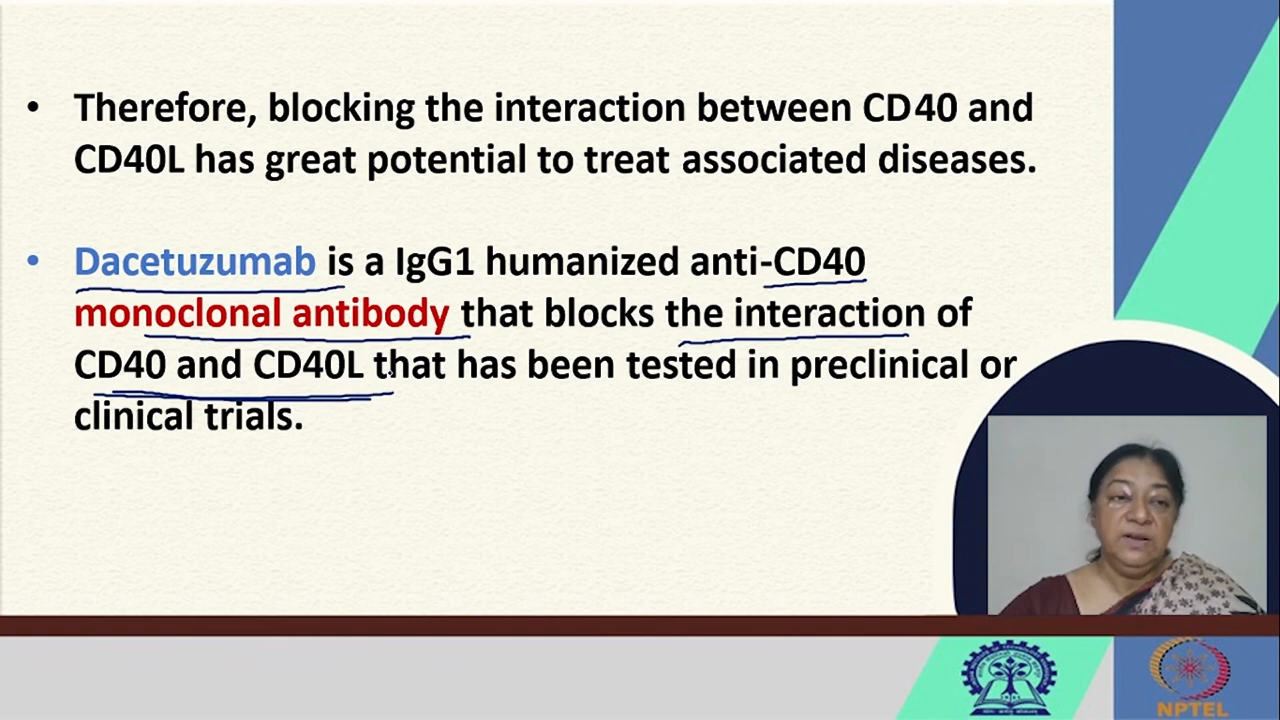 • Therefore, blocking the interaction between CD40 and
CD40L has great potential to treat associated diseases.
• Dacetuzumab is a IgG1 humanized anti-CD40
monoclonal antibody that blocks the interaction of
CD40 and CD40L that has been tested in preclinical or
clinical trials.
NPTEL